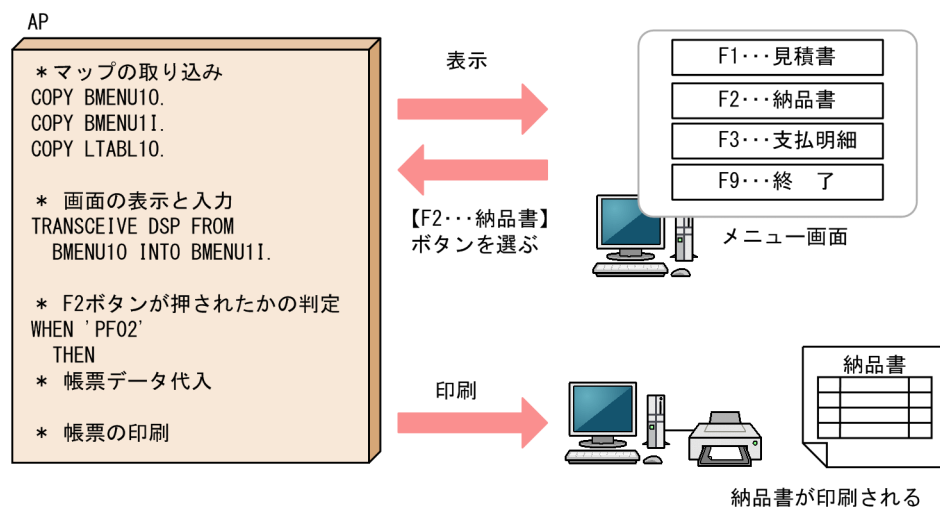 AP
＊マップの取り込み
COPY BMENU1O.
COPY BMENU1I.
COPY LTABL1O.
＊ 画面の表示と入力
TRANSCEIVE DSP FROM
BMENU1O INTO BMENU1I.
＊ F2ボタンが押されたかの判定
WHEN 'PF02'
THEN
＊ 帳票データ代入
＊ 帳票の印刷
表示
【F2･･･納品書】
ボタンを選ぶ
F1･･･見積書
F2･･･納品書
F3･･･支払明細
F9･･･終　了
メニュー画面
印刷
納品書
納品書が印刷される